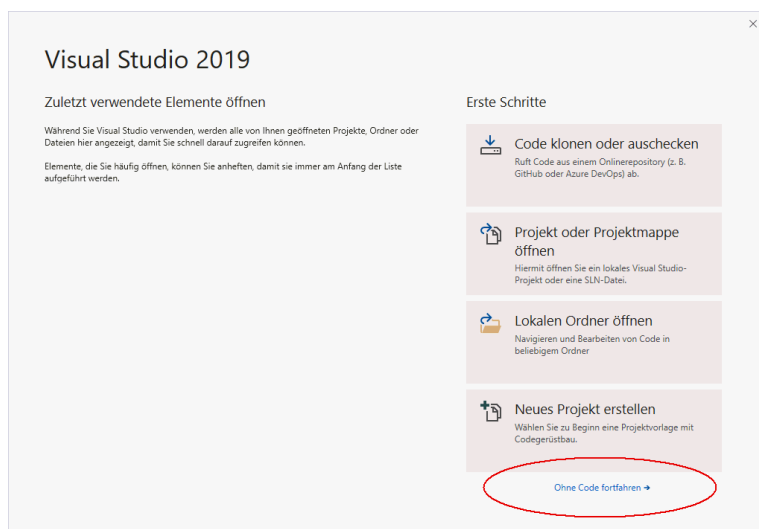 Visual Studio 2019
Zuletzt verwendete Elemente öffnen
Während Sie Visual Studio verwenden, werden alle von Ihnen geöffneten Projekte, Ordner oder
Dateien hier angezeigt, damit Sie schnell darauf zugreifen können.
Elemente, die Sie häufig öffnen, können Sie anheften, damit sie immer am Anfang der Liste
aufgeführt werden.
Erste Schritte
Code klonen oder auschecken
Ruft Code aus einem Onlinerepository (z. B.
GitHub oder Azure DevOps) ab.
Projekt oder Projektmappe
öffnen
Hiermit öffnen Sie ein lokales Visual Studio-
Projekt oder eine SLN-Datei.
Lokalen Ordner öffnen
Navigieren und Bearbeiten von Code in
beliebigem Ordner
Neues Projekt erstellen
Wählen Sie zu Beginn eine Projektvorlage mit
Codegerüstbau.
Ohne Code fortfahren →